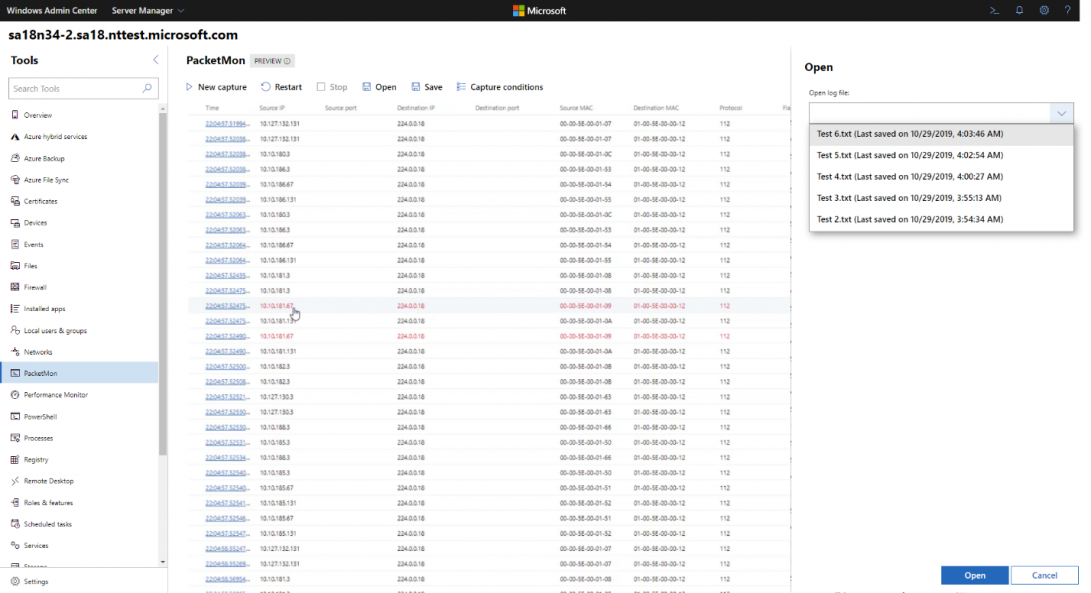 Windows Admin Center Server Manager Microsoft
sa18n34-2.sa18.nttest.microsoft.com
Tools
Search Tools
Overview
Azure hybrid services
Azure Backup
Azure File Sync
Certificates
Devices
Events
Files
Firewall
Installed apps
Local users & groups
Networks
PacketMon
Performance Monitor
PowerShell
Processes
Registry
Remote Desktop
Roles & features
Scheduled tasks
Services
Storage
Settings
PacketMon PREVIEW
New capture Restart Stop Open Save Capture conditions
Time Source IP Source port Destination IP Destination port Source MAC Destination MAC Protocol
22:04:57.51994... 10.127.132.131 224.0.0.18 00-00-5E-00-01-07 01-00-5E-00-00-12 112
22:04:57.52038... 10.127.132.131 224.0.0.18 00-00-5E-00-01-07 01-00-5E-00-00-12 112
22:04:57.52038... 10.10.180.3 224.0.0.18 00-00-5E-00-01-0C 01-00-5E-00-00-12 112
22:04:57.52038... 10.10.186.3 224.0.0.18 00-00-5E-00-01-53 01-00-5E-00-00-12 112
22:04:57.52039... 10.10.186.67 224.0.0.18 00-00-5E-00-01-54 01-00-5E-00-00-12 112
22:04:57.52039... 10.10.186.131 224.0.0.18 00-00-5E-00-01-55 01-00-5E-00-00-12 112
22:04:57.52063... 10.10.180.3 224.0.0.18 00-00-5E-00-01-0C 01-00-5E-00-00-12 112
22:04:57.52063... 10.10.186.3 224.0.0.18 00-00-5E-00-01-53 01-00-5E-00-00-12 112
22:04:57.52064... 10.10.186.67 224.0.0.18 00-00-5E-00-01-54 01-00-5E-00-00-12 112
22:04:57.52064... 10.10.186.131 224.0.0.18 00-00-5E-00-01-55 01-00-5E-00-00-12 112
22:04:57.52435... 10.10.181.3 224.0.0.18 00-00-5E-00-01-08 01-00-5E-00-00-12 112
22:04:57.52475... 10.10.181.3 224.0.0.18 00-00-5E-00-01-08 01-00-5E-00-00-12 112
22:04:57.52475... 10.10.181.67 224.0.0.18 00-00-5E-00-01-09 01-00-5E-00-00-12 112
22:04:57.52475... 224.0.0.18 00-00-5E-00-01-0A 01-00-5E-00-00-12 112
22:04:57.52490... 10.10.181.67 224.0.0.18 00-00-5E-00-01-09 01-00-5E-00-00-12 112
22:04:57.52490... 10.10.181.131 224.0.0.18 00-00-5E-00-01-0A 01-00-5E-00-00-12 112
22:04:57.52500... 10.10.182.3 224.0.0.18 00-00-5E-00-01-0B 01-00-5E-00-00-12 112
22:04:57.52508... 10.10.182.3 224.0.0.18 00-00-5E-00-01-0B 01-00-5E-00-00-12 112
22:04:57.52521... 10.127.130.3 224.0.0.18 00-00-5E-00-01-63 01-00-5E-00-00-12 112
22:04:57.52530... 10.127.130.3 224.0.0.18 00-00-5E-00-01-63 01-00-5E-00-00-12 112
22:04:57.52530... 10.10.188.3 224.0.0.18 00-00-5E-00-01-66 01-00-5E-00-00-12 112
22:04:57.52531... 10.10.185.3 224.0.0.18 00-00-5E-00-01-50 01-00-5E-00-00-12 112
22:04:57.52534... 10.10.188.3 224.0.0.18 00-00-5E-00-01-66 01-00-5E-00-00-12 112
22:04:57.52540... 10.10.185.3 224.0.0.18 00-00-5E-00-01-50 01-00-5E-00-00-12 112
22:04:57.52540... 10.10.185.67 224.0.0.18 00-00-5E-00-01-51 01-00-5E-00-00-12 112
22:04:57.52541... 10.10.185.131 224.0.0.18 00-00-5E-00-01-52 01-00-5E-00-00-12 112
22:04:57.52546... 10.10.185.67 224.0.0.18 00-00-5E-00-01-51 01-00-5E-00-00-12 112
22:04:57.52547... 10.10.185.131 224.0.0.18 00-00-5E-00-01-52 01-00-5E-00-00-12 112
22:04:58.55247... 10.127.132.131 224.0.0.18 00-00-5E-00-01-07 01-00-5E-00-00-12 112
22:04:58.55269... 10.127.132.131 224.0.0.18 00-00-5E-00-01-07 01-00-5E-00-00-12 112
22:04:58.56954... 10.10.181.3 224.0.0.18 00-00-5E-00-01-08 01-00-5E-00-00-12 112
Open
Open log file:
Test 6.txt (Last saved on 10/29/2019, 4:03:46 AM)
Test 5.txt (Last saved on 10/29/2019, 4:02:54 AM)
Test 4.txt (Last saved on 10/29/2019, 4:00:27 AM)
Test 3.txt (Last saved on 10/29/2019, 3:55:13 AM)
Test 2.txt (Last saved on 10/29/2019, 3:54:34 AM)
Open Cancel